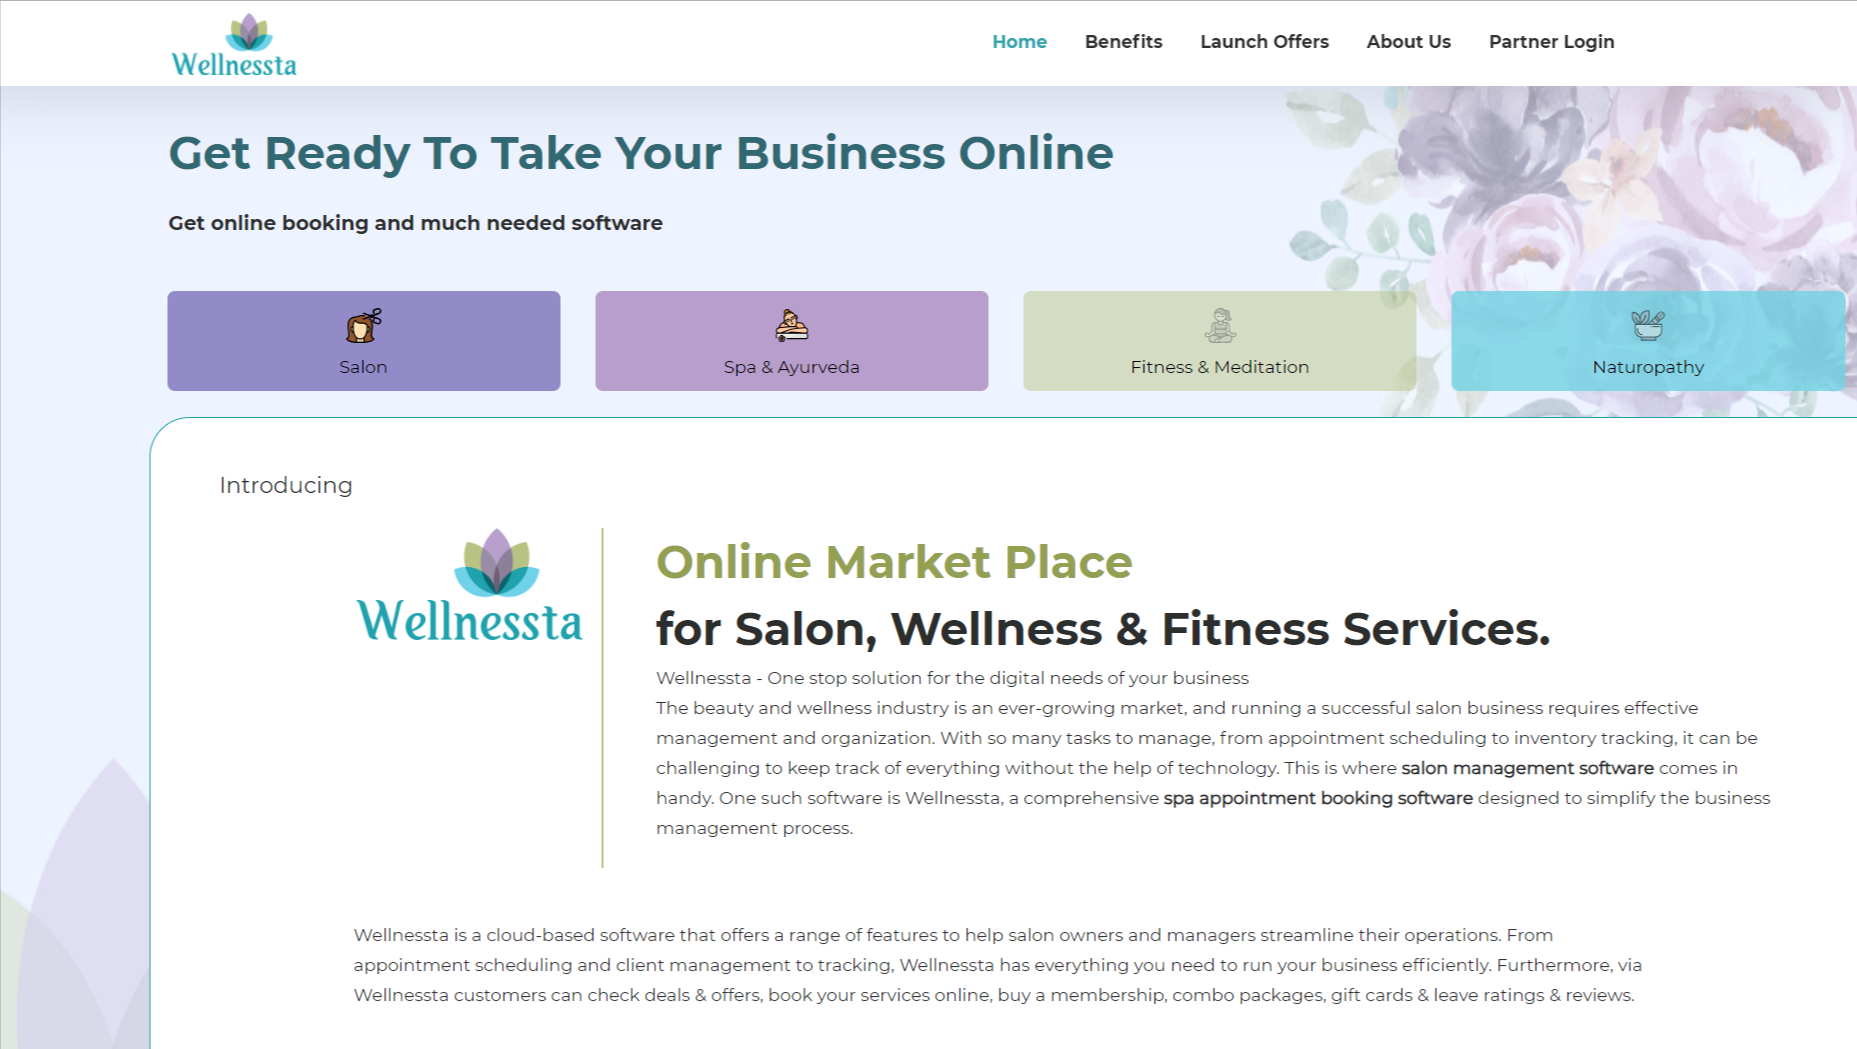 Wellnessta
Home Benefits Launch Offers About Us Partner Login
Get Ready To Take Your Business Online
Get online booking and much needed software
Salon
Spa & Ayurveda
Fitness & Meditation
Naturopathy
Introducing
Wellnessta
Online Market Place
for Salon, Wellness & Fitness Services.
Wellnessta - One stop solution for the digital needs of your business
The beauty and wellness industry is an ever-growing market, and running a successful salon business requires effective
management and organization. With so many tasks to manage, from appointment scheduling to inventory tracking, it can be
challenging to keep track of everything without the help of technology. This is where salon management software comes in
handy. One such software is Wellnessta, a comprehensive spa appointment booking software designed to simplify the business
management process.
Wellnessta is a cloud-based software that offers a range of features to help salon owners and managers streamline their operations. From
appointment scheduling and client management to tracking, Wellnessta has everything you need to run your business efficiently. Furthermore, via
Wellnessta customers can check deals & offers, book your services online, buy a membership, combo packages, gift cards & leave ratings & reviews.